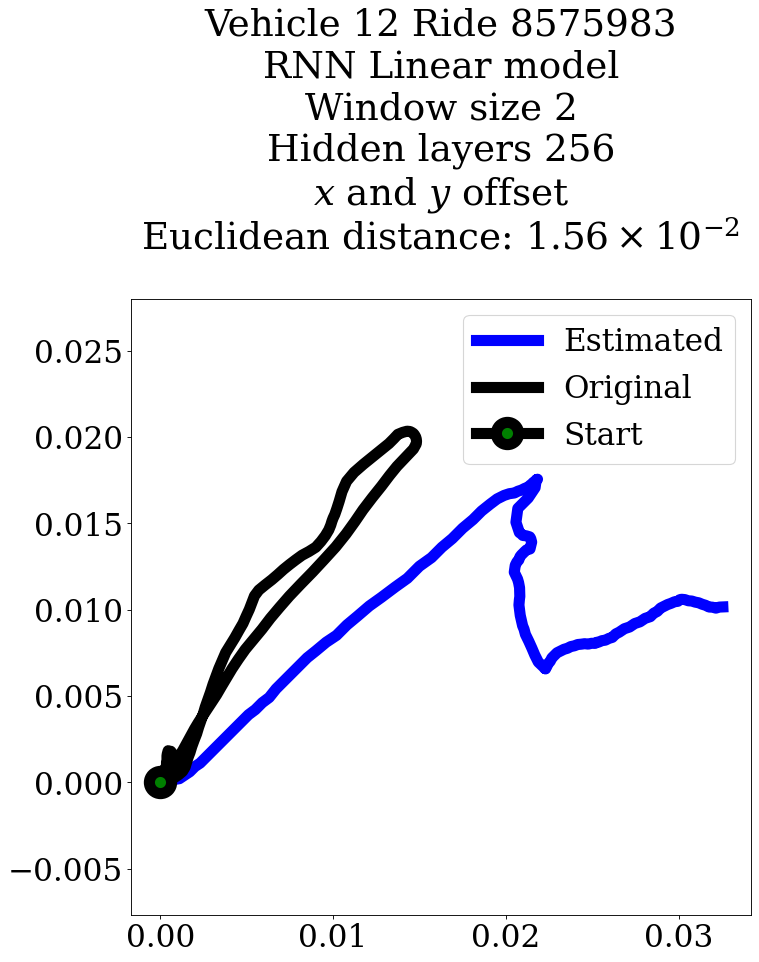 Vehicle 12 Ride 8575983
RNN Linear model
Window size 2
Hidden layers 256
x and y offset
Euclidean distance: 1.56 × 10⁻²
Estimated
Original
Start
0.025
0.020
0.015
0.010
0.005
0.000
−0.005
0.00 0.01 0.02 0.03